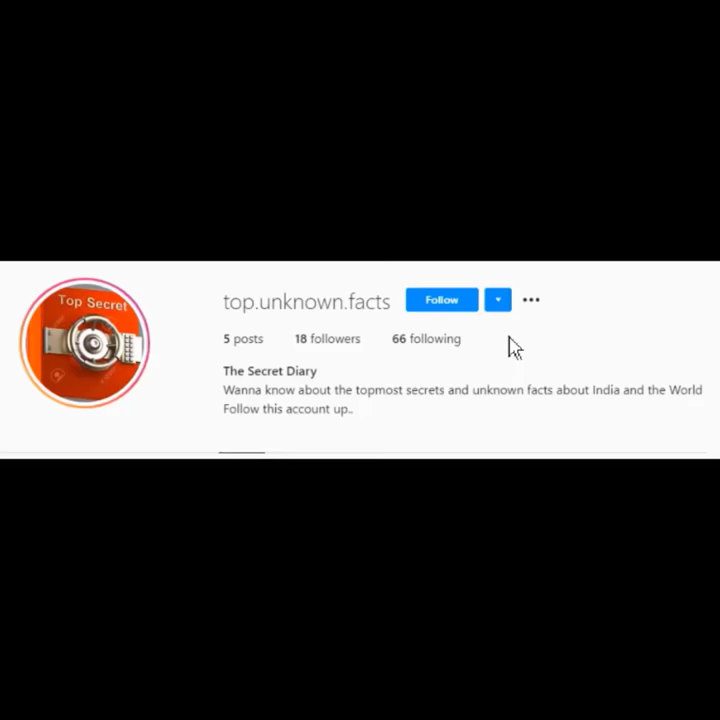 Top Secret
top.unknown.facts Follow
5 posts 18 followers 66 following
The Secret Diary
Wanna know about the topmost secrets and unknown facts about India and the World
Follow this account up..